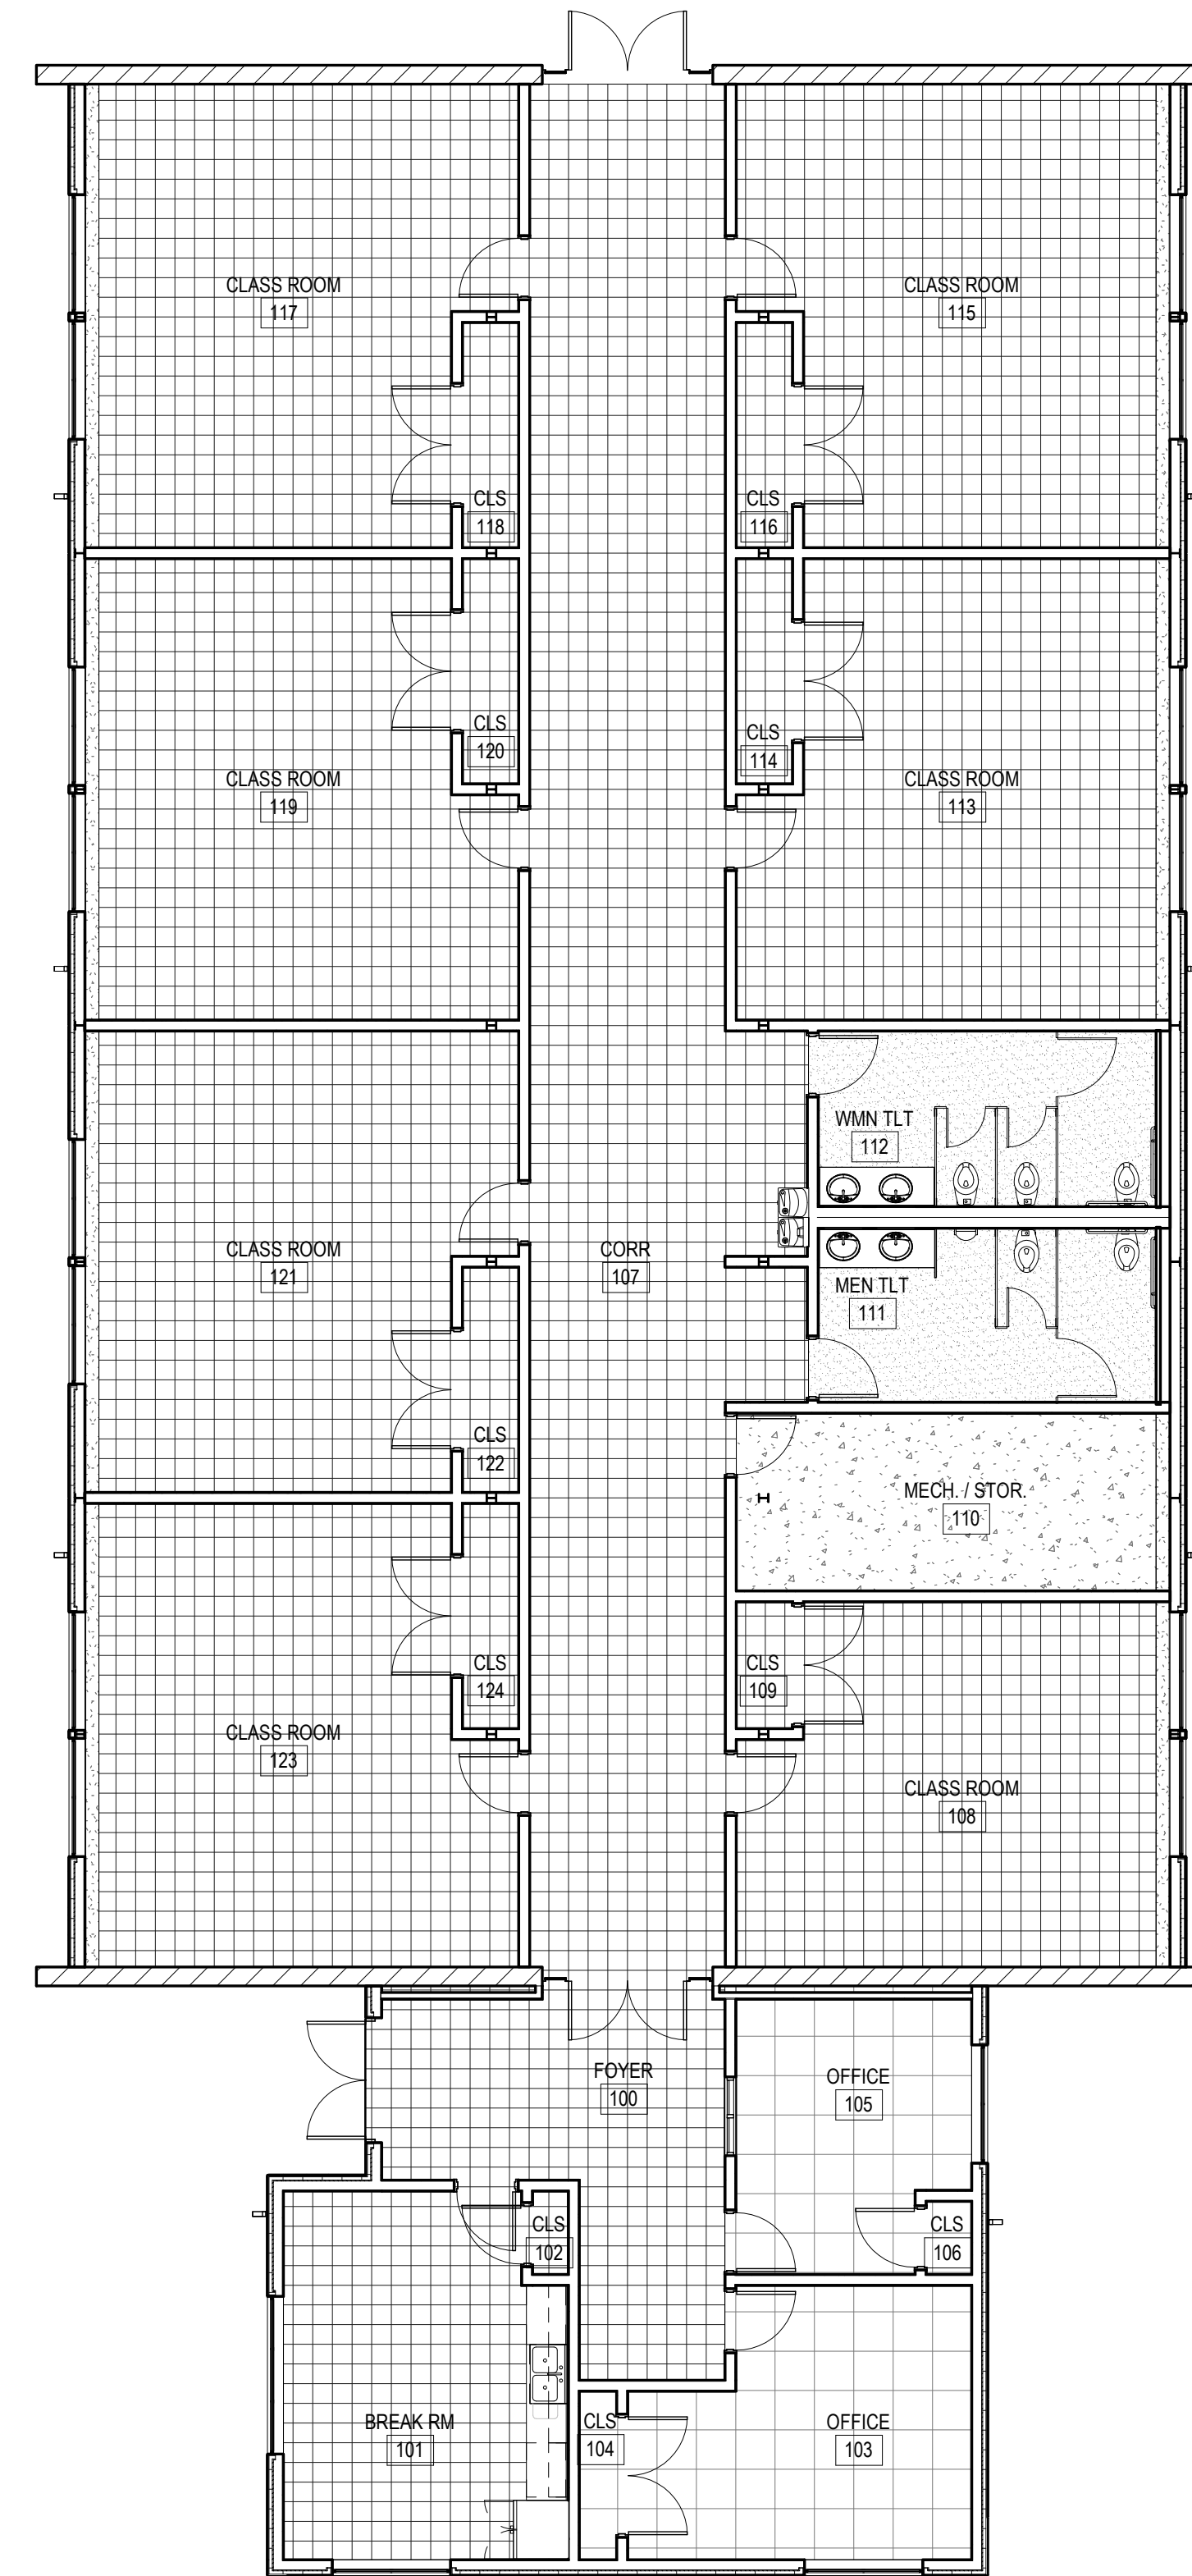 CLASS ROOM
117
CLASS ROOM
115
CLS
118
CLS
116
CLS
120
CLS
114
CLASS ROOM
119
CLASS ROOM
113
WMN TLT
112
CLASS ROOM
121
CORR
107
MEN TLT
111
CLS
122
MECH. / STOR.
110
CLS
124
CLS
109
CLASS ROOM
123
CLASS ROOM
108
FOYER
100
OFFICE
105
CLS
102
CLS
106
BREAK RM
101
CLS
104
OFFICE
103